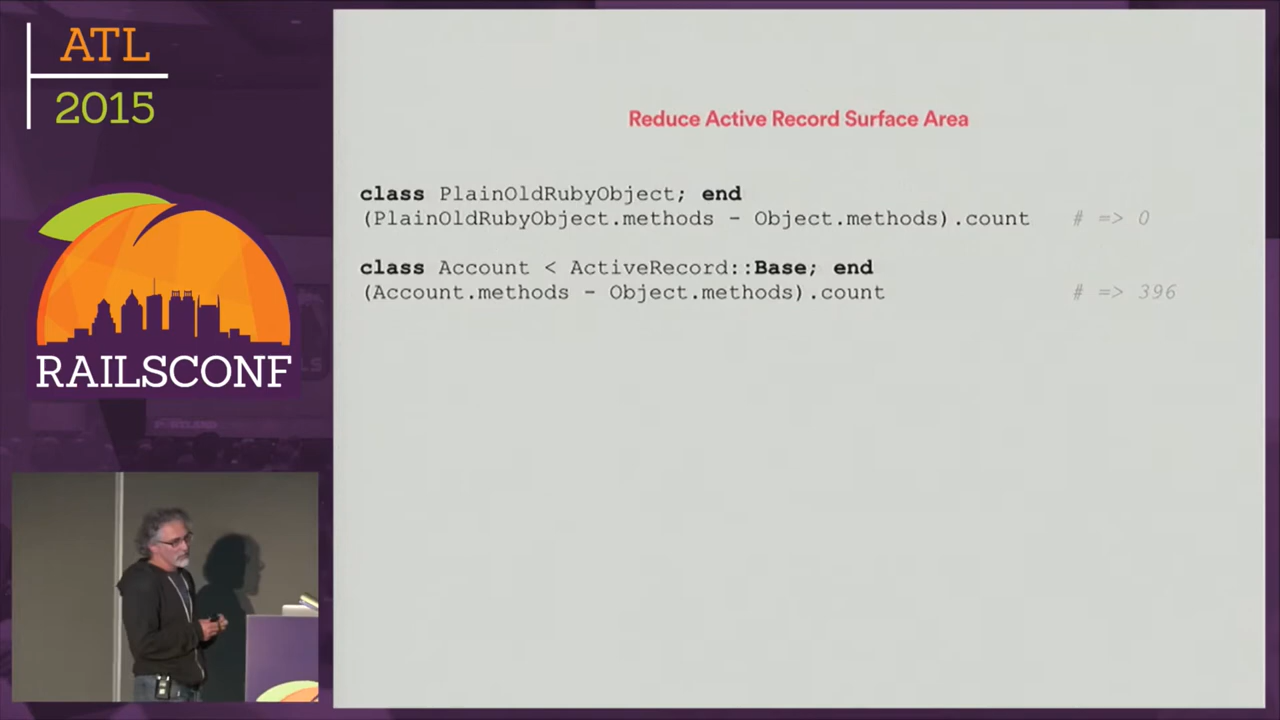 ATL
2015
RAILSCONF
Reduce Active Record Surface Area
class PlainOldRubyObject; end
(PlainOldRubyObject.methods - Object.methods).count # => 0
class Account < ActiveRecord::Base; end
(Account.methods - Object.methods).count # => 396